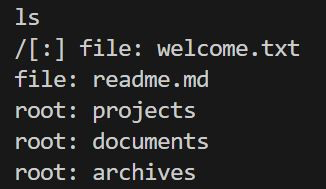 ls
/[:] file: welcome.txt
file: readme.md
root: projects
root: documents
root: archives